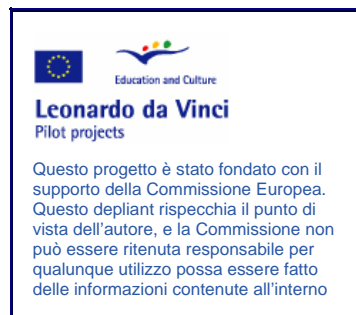 Education and Culture
Leonardo da Vinci
Pilot projects
Questo progetto è stato fondato con il
supporto della Commissione Europea.
Questo depliant rispecchia il punto di
vista dell'autore, e la Commissione non
può essere ritenuta responsabile per
qualunque utilizzo possa essere fatto
delle informazioni contenute all'interno